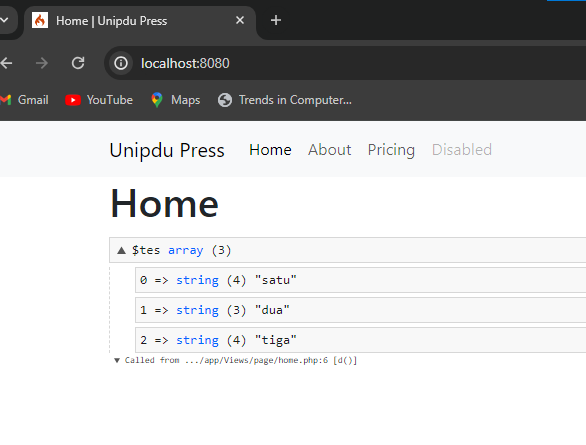 Home | Unipdu Press
localhost:8080
Gmail YouTube Maps Trends in Computer...
Unipdu Press Home About Pricing Disabled
Home
$tes array (3)
0 => string (4) "satu"
1 => string (3) "dua"
2 => string (4) "tiga"
Called from .../app/Views/page/home.php:6 [d()]